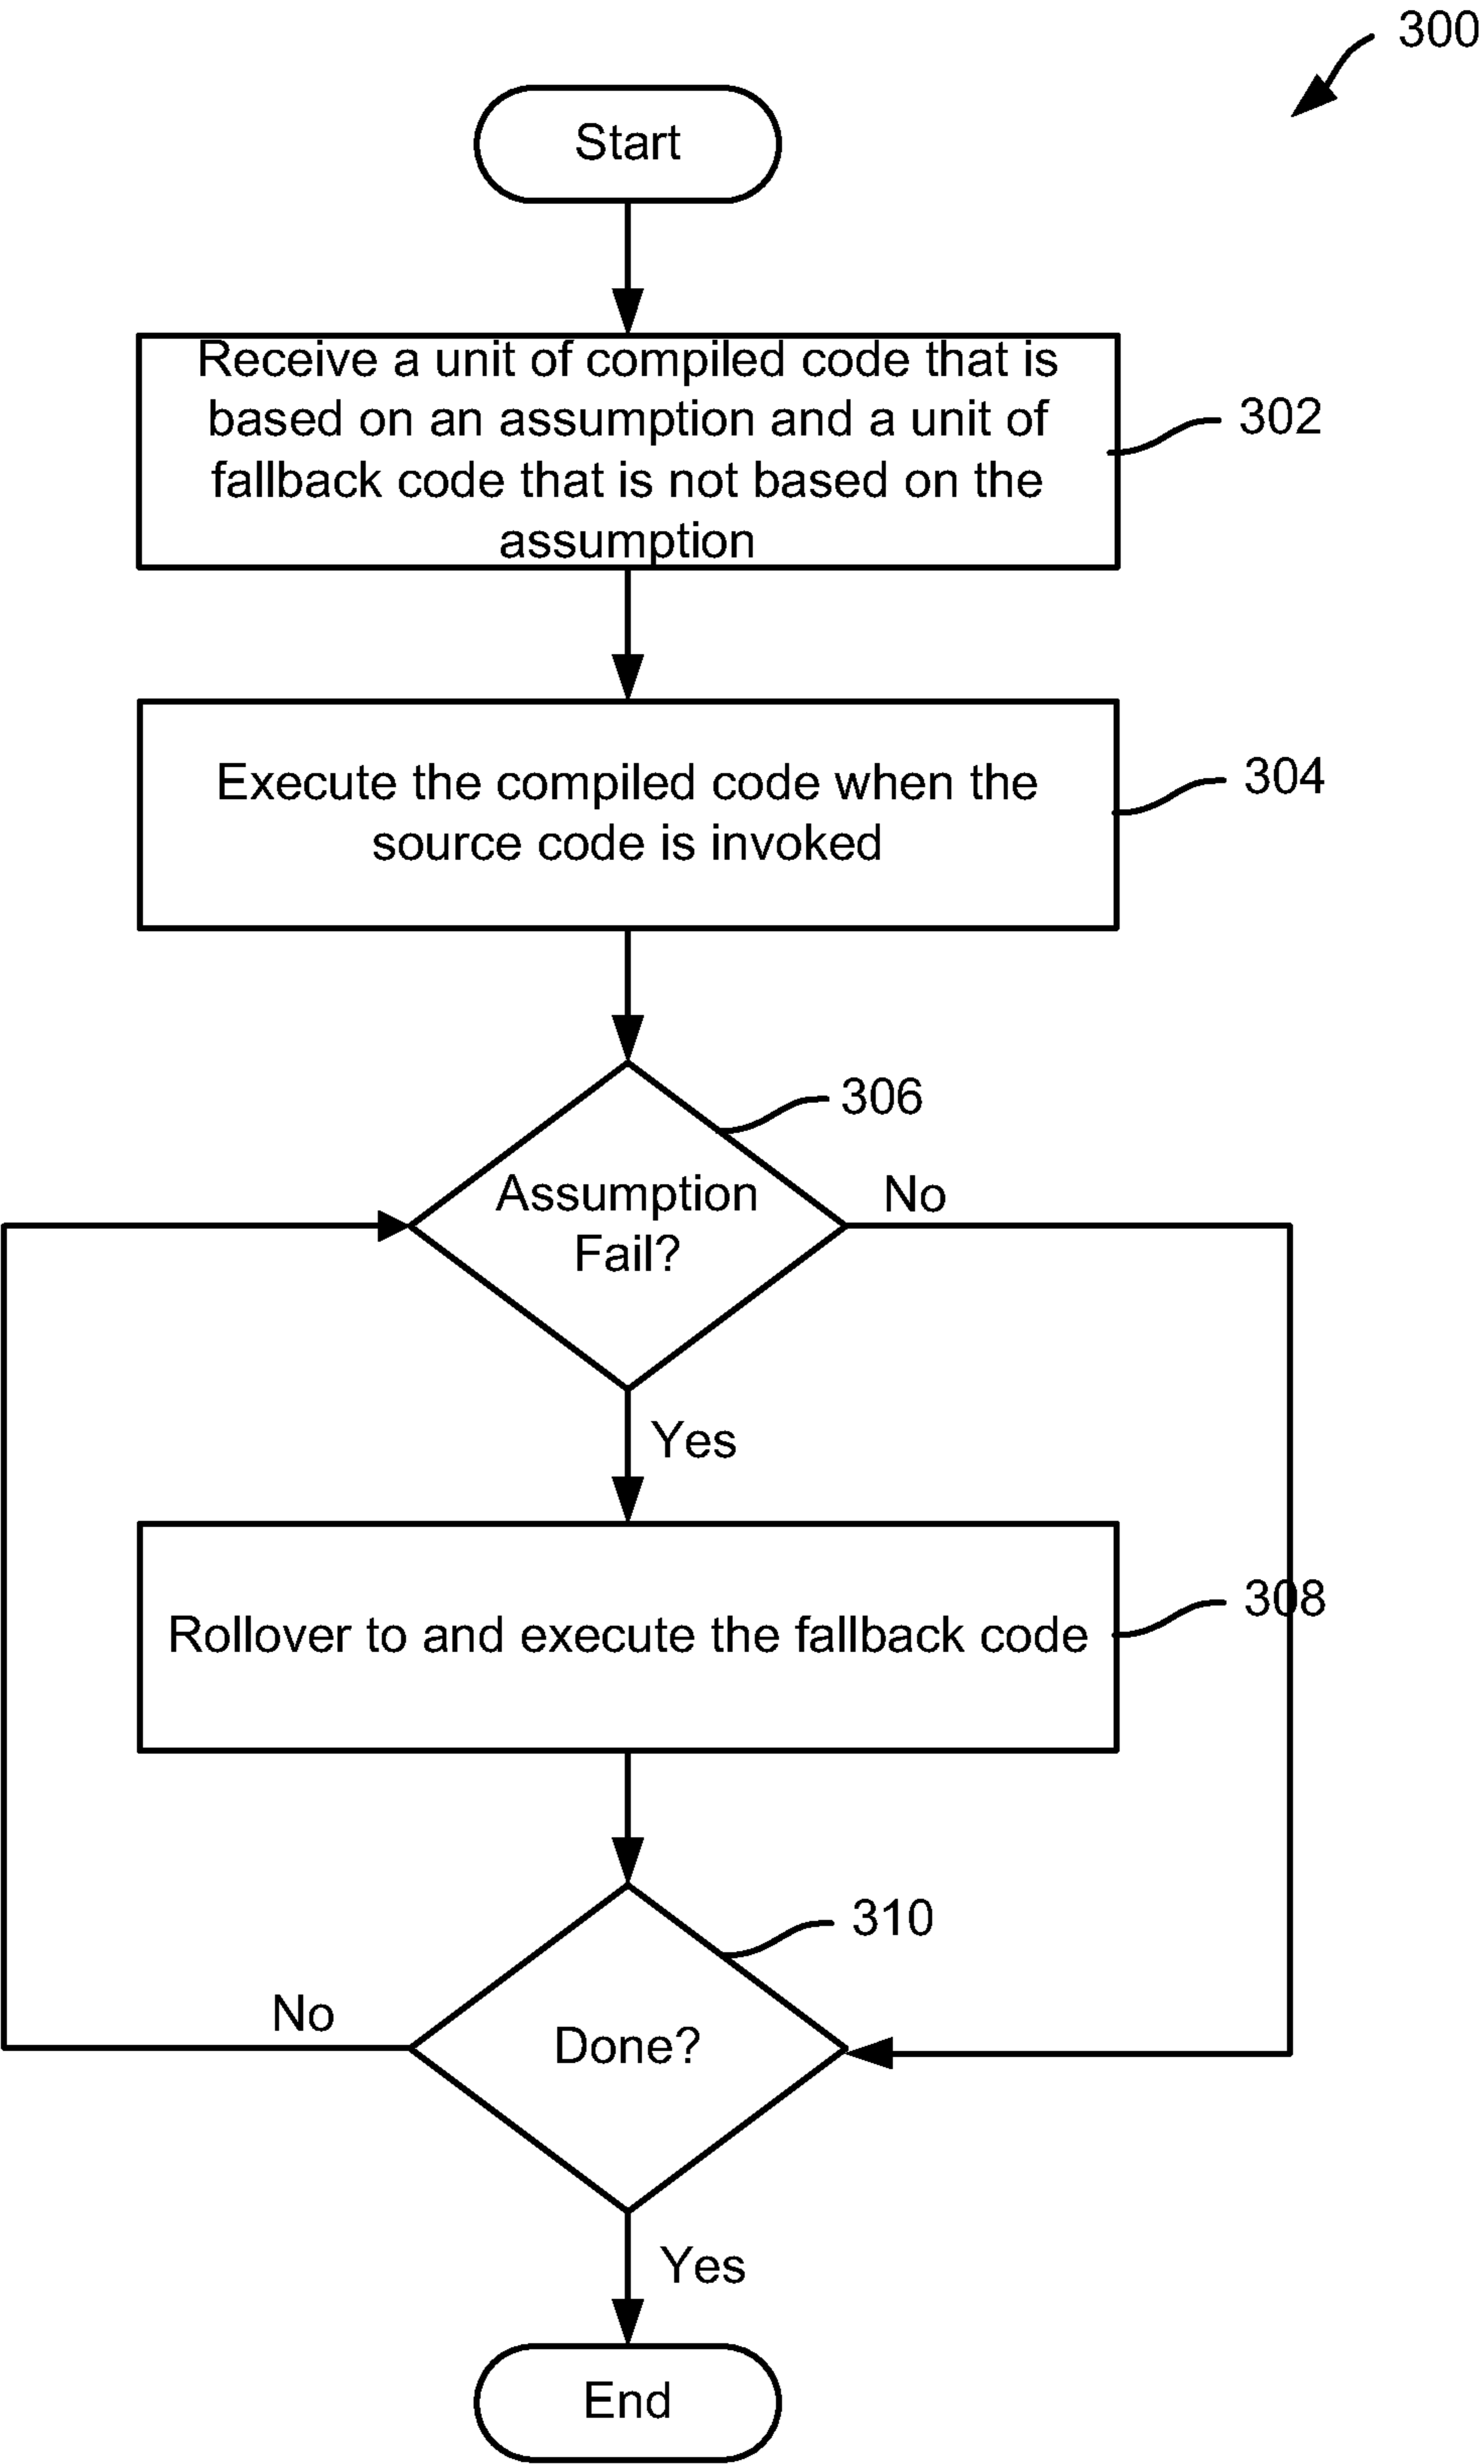 300
Start
Receive a unit of compiled code that is
based on an assumption and a unit of
fallback code that is not based on the
assumption
302
Execute the compiled code when the
source code is invoked
304
306
Assumption
Fail?
No
Yes
Rollover to and execute the fallback code
308
310
Done?
No
Yes
End